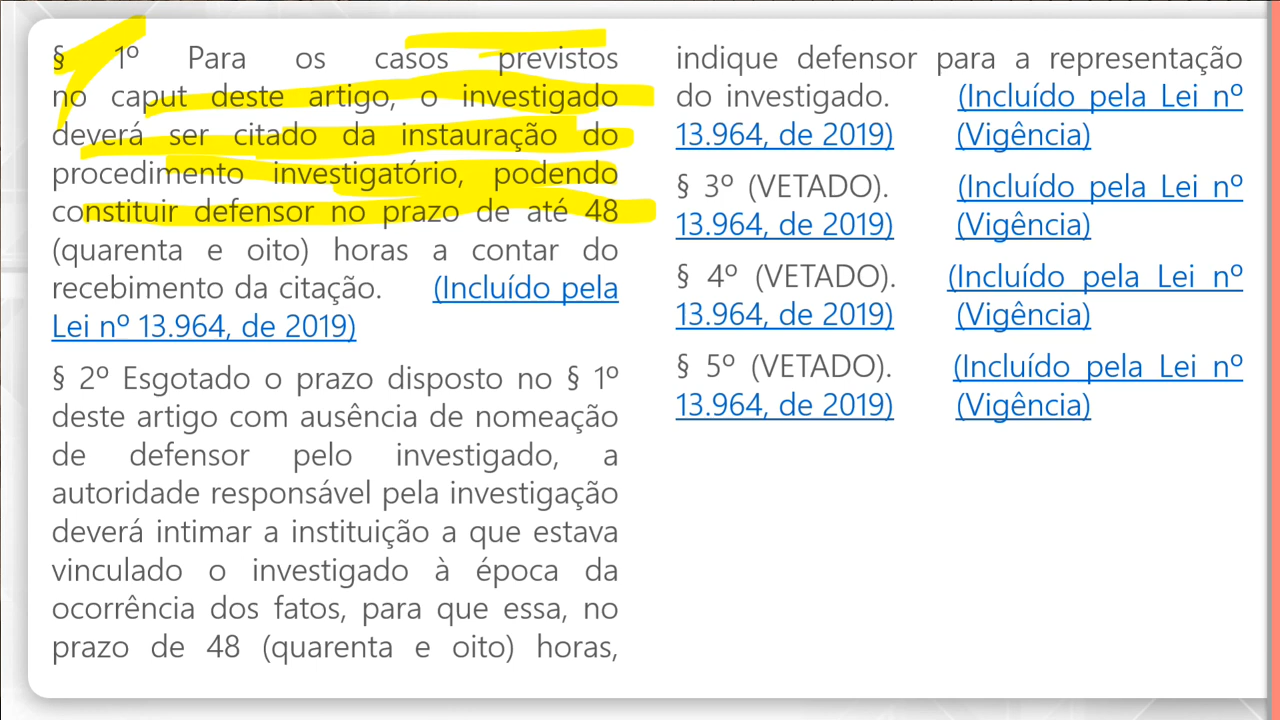 § 1º Para os casos previstos
no caput deste artigo, o investigado
deverá ser citado da instauração do
procedimento investigatório, podendo
constituir defensor no prazo de até 48
(quarenta e oito) horas a contar do
recebimento da citação. (Incluído pela
Lei nº 13.964, de 2019)
§ 2º Esgotado o prazo disposto no § 1º
deste artigo com ausência de nomeação
de defensor pelo investigado, a
autoridade responsável pela investigação
deverá intimar a instituição a que estava
vinculado o investigado à época da
ocorrência dos fatos, para que essa, no
prazo de 48 (quarenta e oito) horas,
indique defensor para a representação
do investigado. (Incluído pela Lei nº
13.964, de 2019) (Vigência)
§ 3º (VETADO). (Incluído pela Lei nº
13.964, de 2019) (Vigência)
§ 4º (VETADO). (Incluído pela Lei nº
13.964, de 2019) (Vigência)
§ 5º (VETADO). (Incluído pela Lei nº
13.964, de 2019) (Vigência)